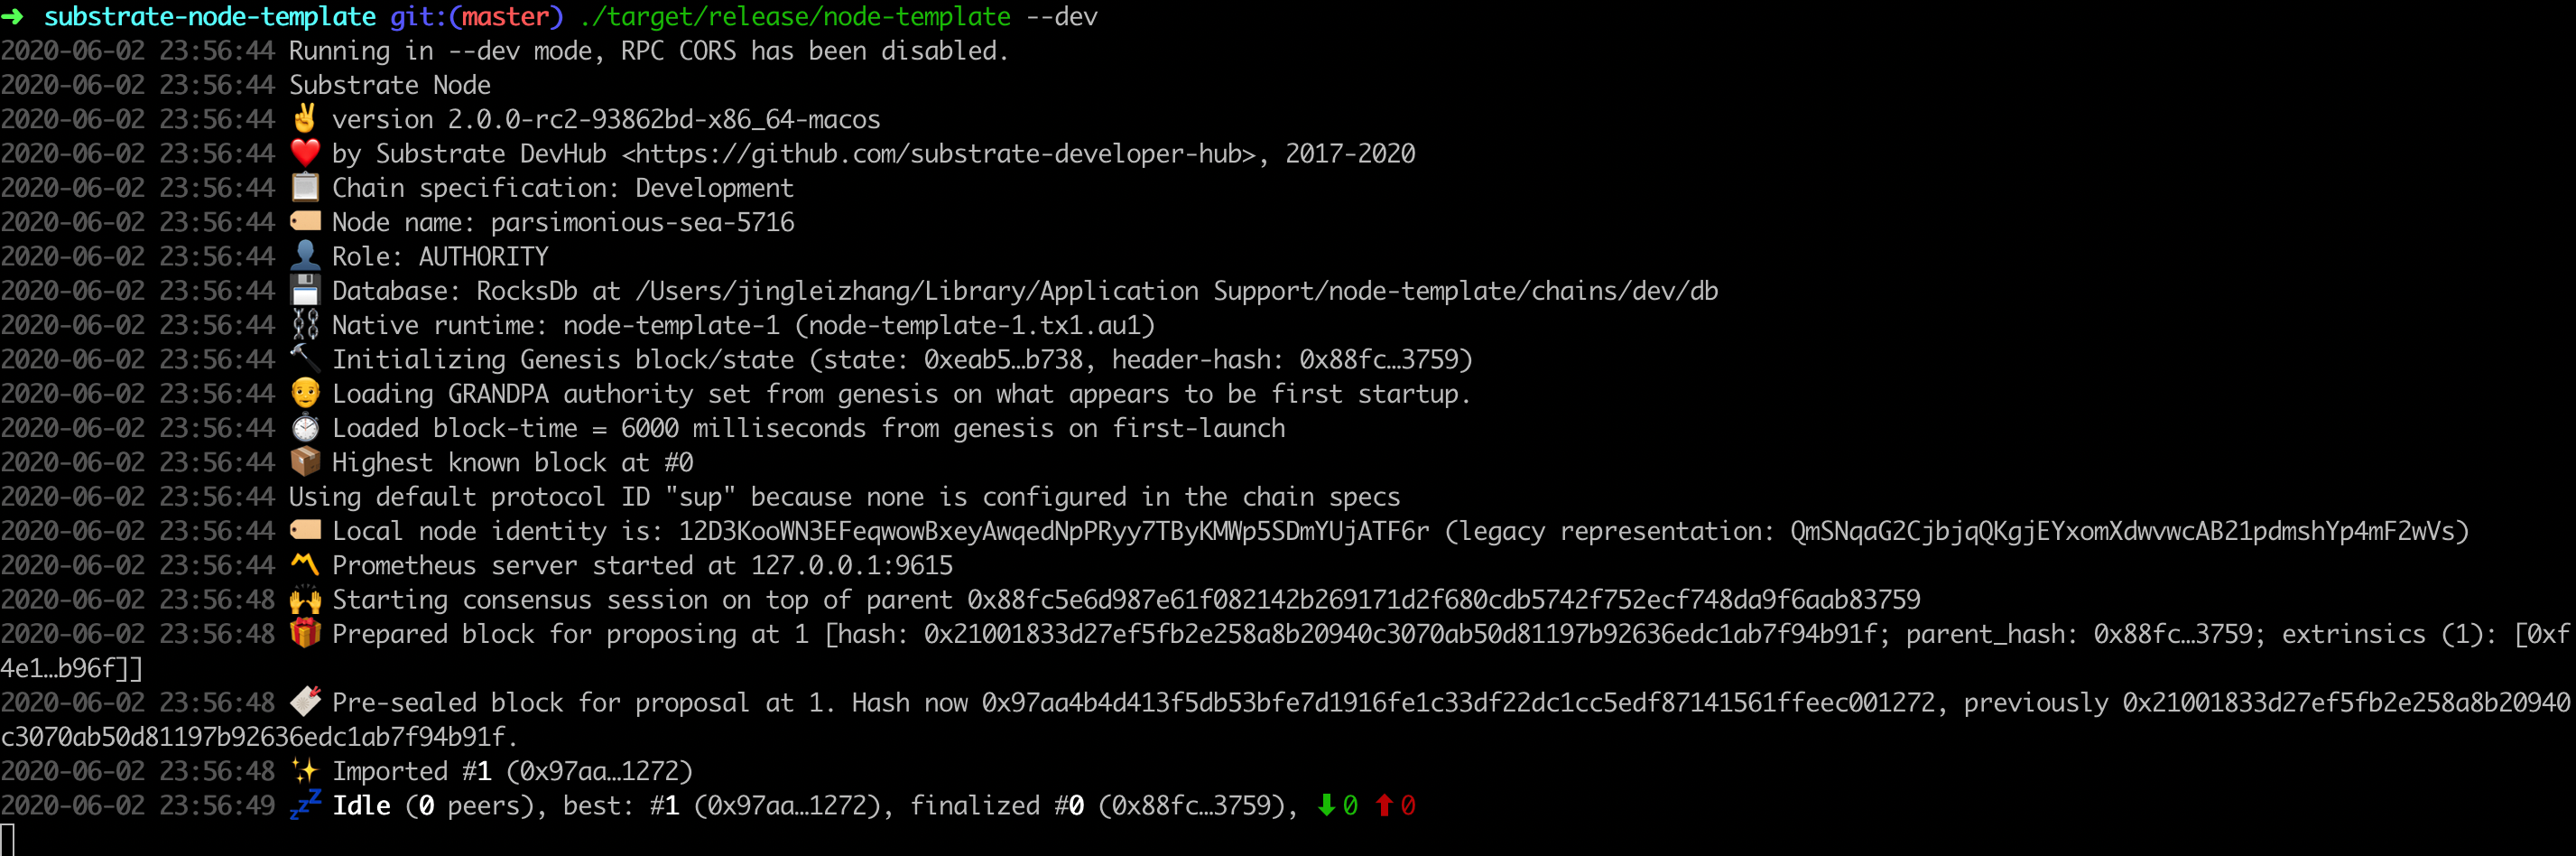 ➜ substrate-node-template git:(master) ./target/release/node-template --dev
2020-06-02 23:56:44 Running in --dev mode, RPC CORS has been disabled.
2020-06-02 23:56:44 Substrate Node
2020-06-02 23:56:44 ✌️ version 2.0.0-rc2-93862bd-x86_64-macos
2020-06-02 23:56:44 ❤️ by Substrate DevHub <https://github.com/substrate-developer-hub>, 2017-2020
2020-06-02 23:56:44 📋 Chain specification: Development
2020-06-02 23:56:44 🏷 Node name: parsimonious-sea-5716
2020-06-02 23:56:44 👤 Role: AUTHORITY
2020-06-02 23:56:44 💾 Database: RocksDb at /Users/jingleizhang/Library/Application Support/node-template/chains/dev/db
2020-06-02 23:56:44 ⛓ Native runtime: node-template-1 (node-template-1.tx1.au1)
2020-06-02 23:56:44 🔨 Initializing Genesis block/state (state: 0xeab5…b738, header-hash: 0x88fc…3759)
2020-06-02 23:56:44 👴 Loading GRANDPA authority set from genesis on what appears to be first startup.
2020-06-02 23:56:44 ⏱ Loaded block-time = 6000 milliseconds from genesis on first-launch
2020-06-02 23:56:44 📦 Highest known block at #0
2020-06-02 23:56:44 Using default protocol ID "sup" because none is configured in the chain specs
2020-06-02 23:56:44 🏷 Local node identity is: 12D3KooWN3EFeqwowBxeyAwqedNpPRyy7TByKMWp5SDmYUjATF6r (legacy representation: QmSNqaG2CjbjqQKgjEYxomXdwvwcAB21pdmshYp4mF2wVs)
2020-06-02 23:56:44 〽️ Prometheus server started at 127.0.0.1:9615
2020-06-02 23:56:48 🙌 Starting consensus session on top of parent 0x88fc5e6d987e61f082142b269171d2f680cdb5742f752ecf748da9f6aab83759
2020-06-02 23:56:48 🎁 Prepared block for proposing at 1 [hash: 0x21001833d27ef5fb2e258a8b20940c3070ab50d81197b92636edc1ab7f94b91f; parent_hash: 0x88fc…3759; extrinsics (1): [0xf
4e1…b96f]]
2020-06-02 23:56:48 🔖 Pre-sealed block for proposal at 1. Hash now 0x97aa4b4d413f5db53bfe7d1916fe1c33df22dc1cc5edf87141561ffeec001272, previously 0x21001833d27ef5fb2e258a8b20940
c3070ab50d81197b92636edc1ab7f94b91f.
2020-06-02 23:56:48 ✨ Imported #1 (0x97aa…1272)
2020-06-02 23:56:49 💤 Idle (0 peers), best: #1 (0x97aa…1272), finalized #0 (0x88fc…3759), ⬇ 0 ⬆ 0